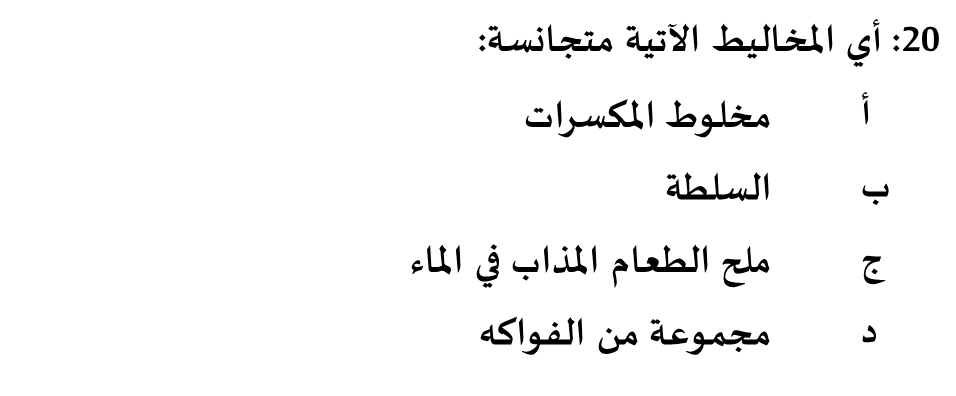 20: أي المخاليط الآتية متجانسة:
أ مخلوط المكسرات
ب السلطة
ج ملح الطعام المذاب في الماء
د مجموعة من الفواكه